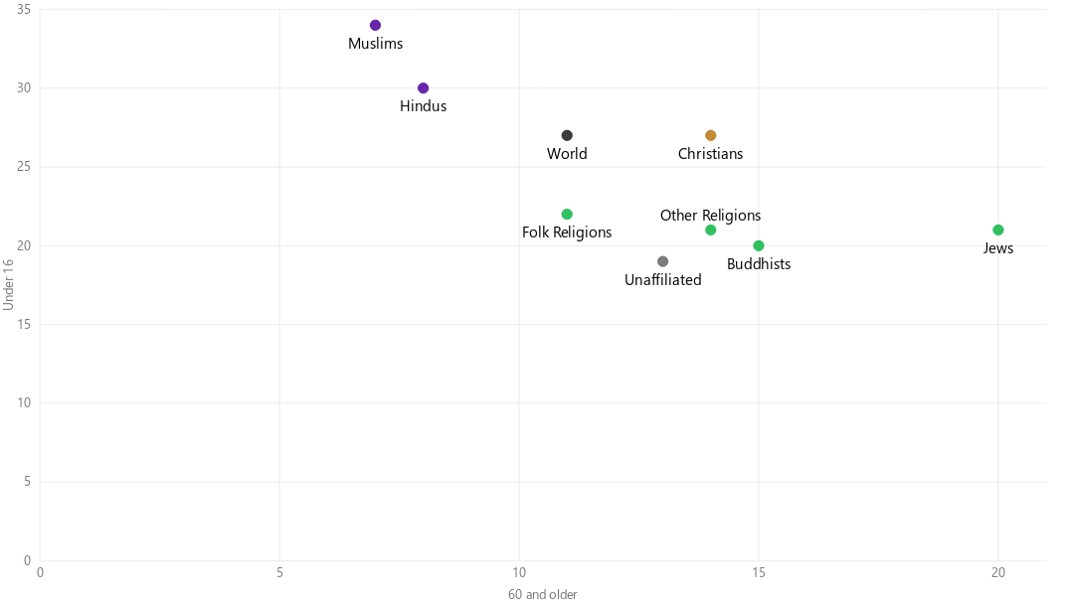 35
30
25
20
15
10
5
0
Under 16
Muslims
Hindus
World
Christians
Folk Religions
Other Religions
Unaffiliated
Buddhists
Jews
0 5 10 15 20
60 and older